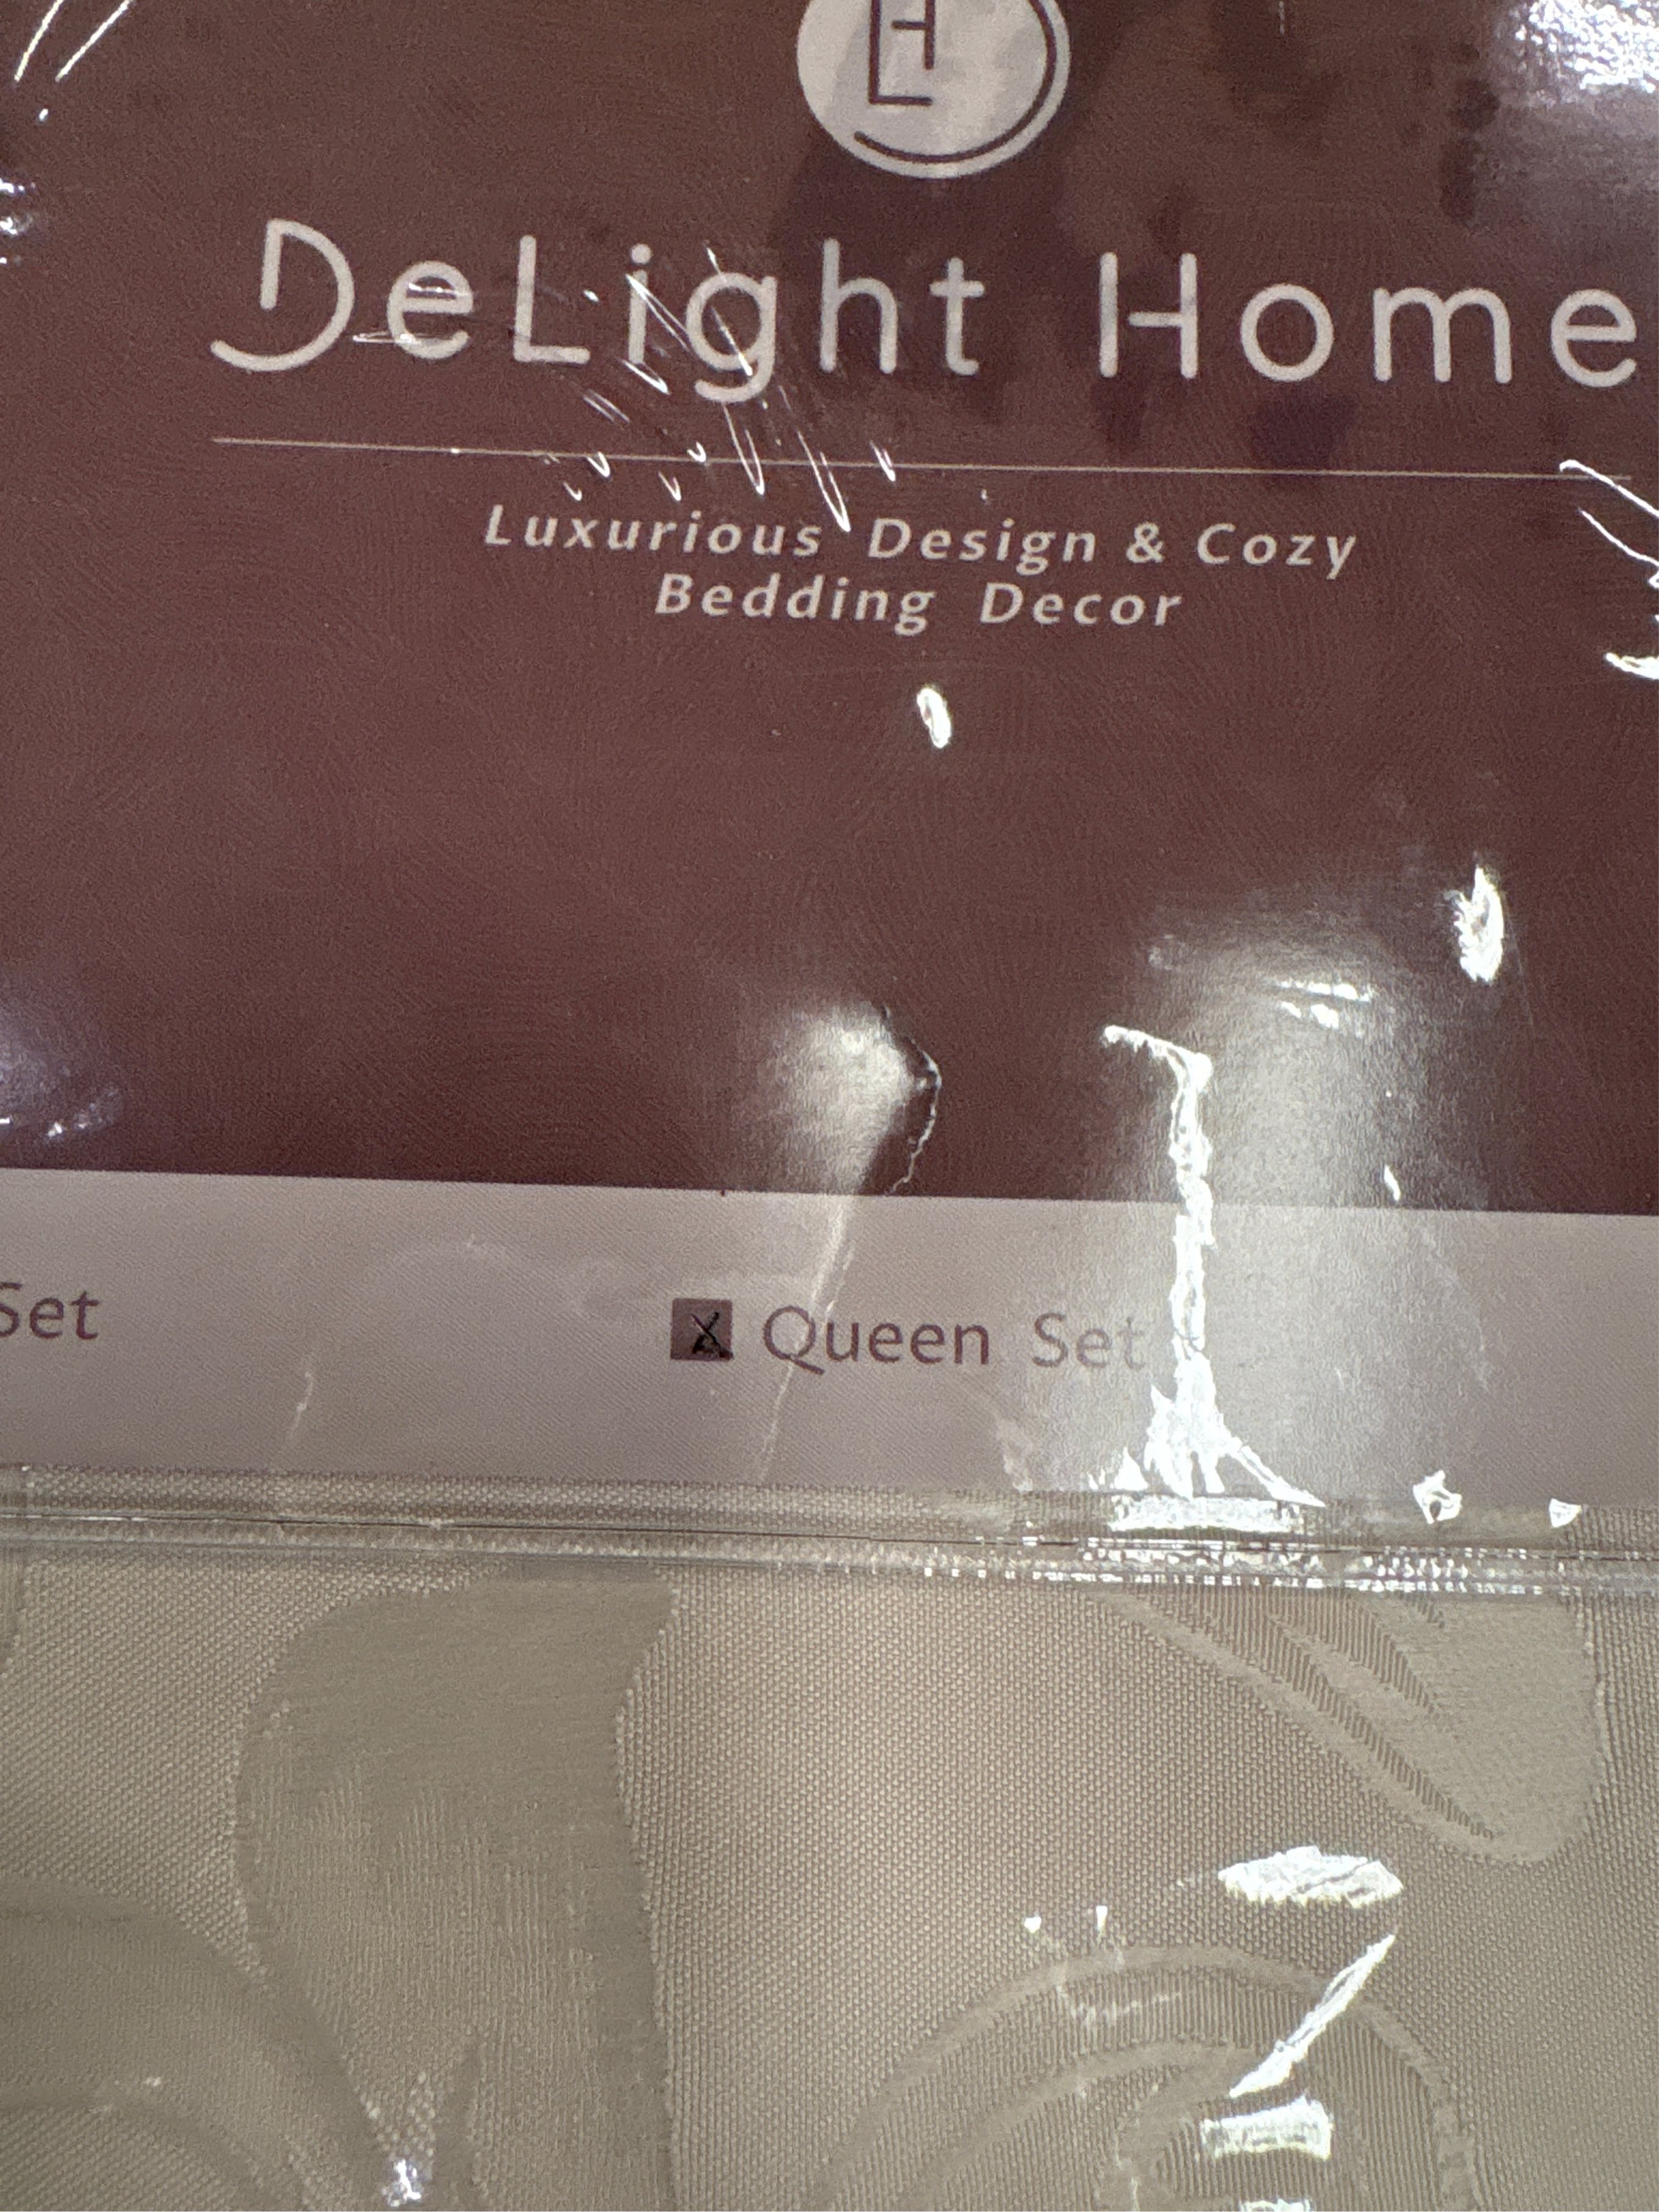 DeLight Home
Luxurious Design & Cozy
Bedding Decor
Set
X Queen Set